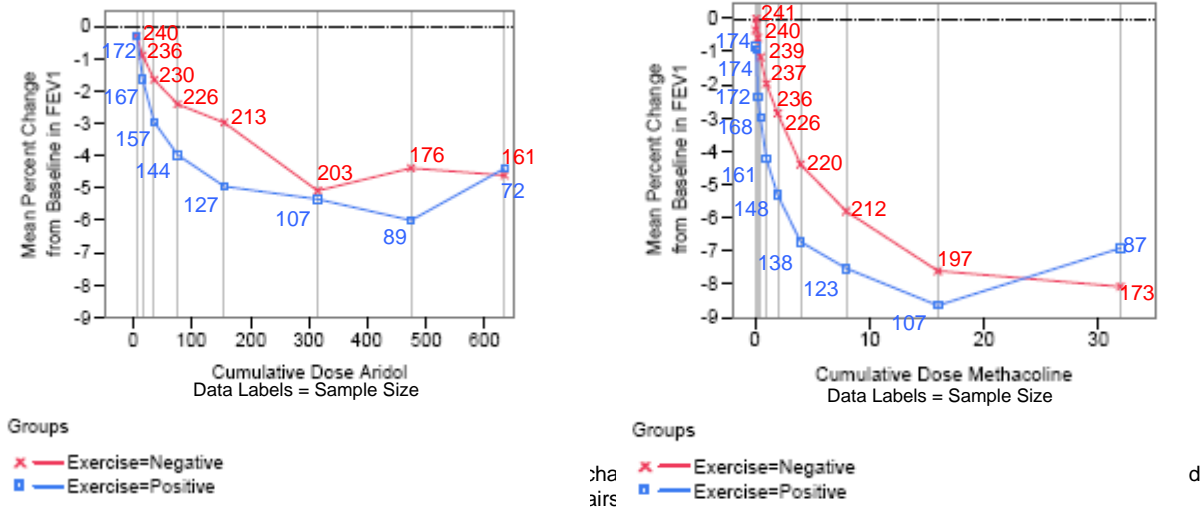 Mean Percent Change
from Baseline in FEV1
0
-1
-2
-3
-4
-5
-6
-7
-8
-9
240
172
236
167
230
157
226
144
213
127
203
107
176
89
161
72
0 100 200 300 400 500 600
Cumulative Dose Aridol
Data Labels = Sample Size
Groups
Exercise=Negative
Exercise=Positive
Mean Percent Change
from Baseline in FEV1
0
-1
-2
-3
-4
-5
-6
-7
-8
-9
241
240
174
239
174
237
172
236
168
226
161
220
148
212
138
197
123
107
87
173
0 10 20 30
Cumulative Dose Methacoline
Data Labels = Sample Size
Groups
Exercise=Negative
Exercise=Positive
cha
airs
d